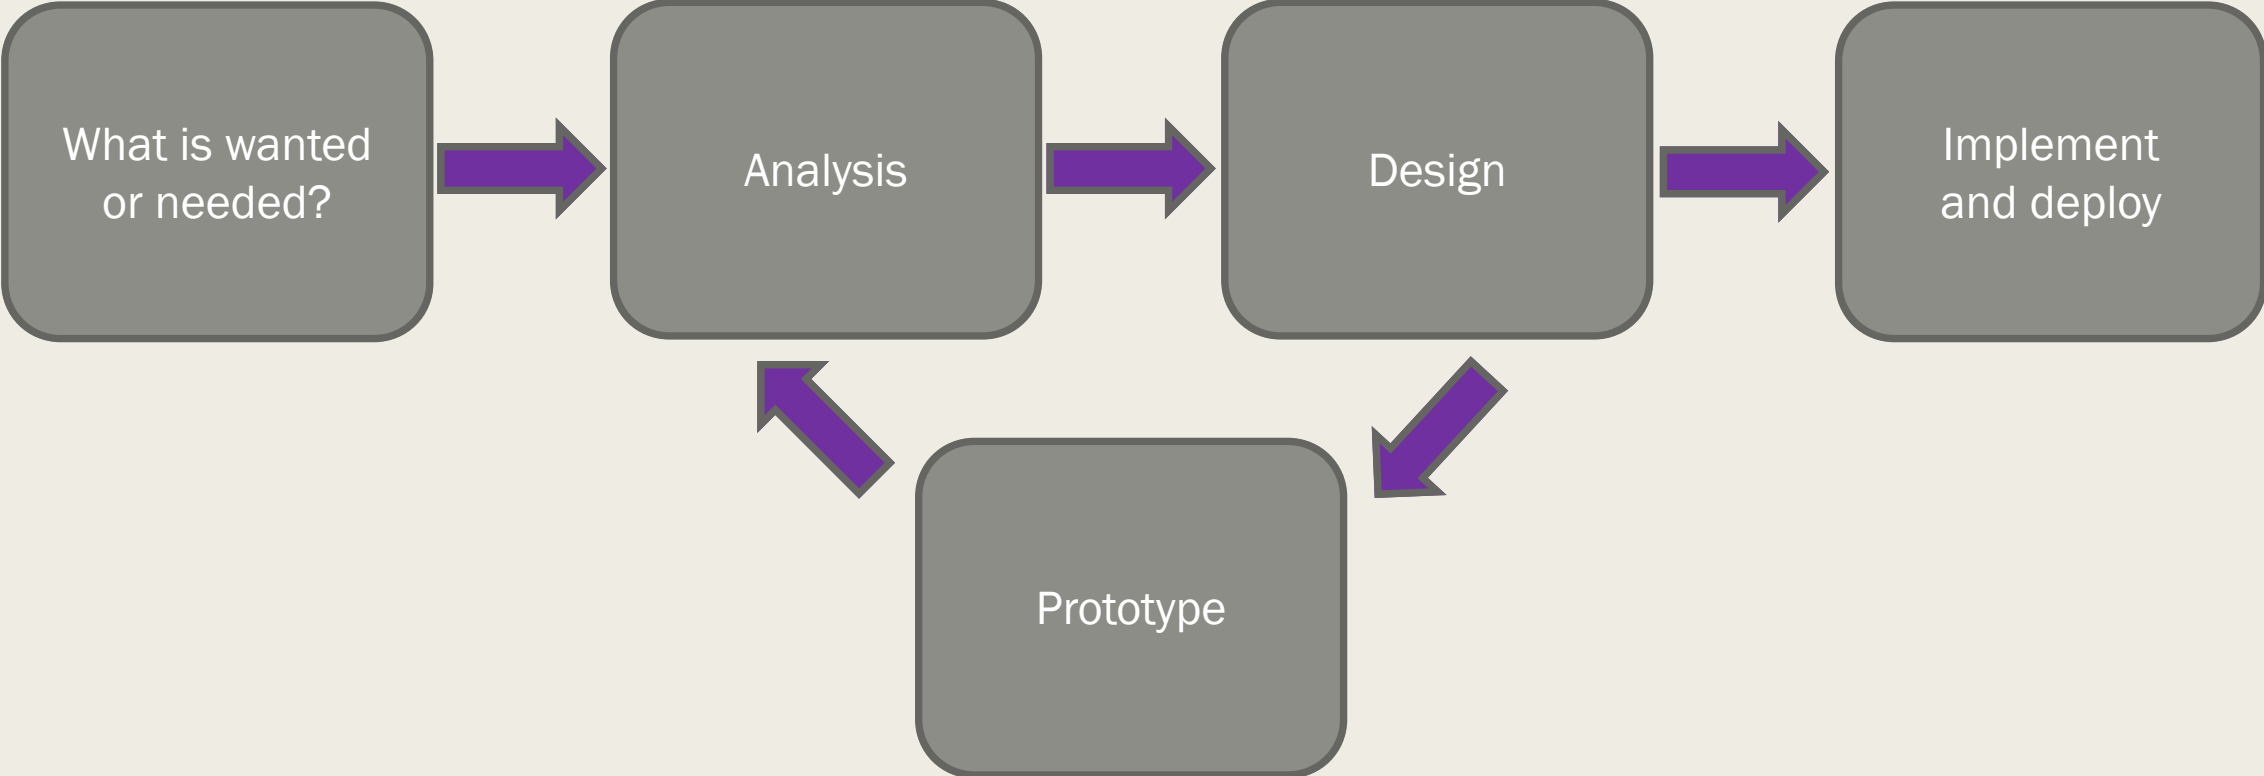 What is wanted
or needed?
Analysis
Design
Implement
and deploy
Prototype